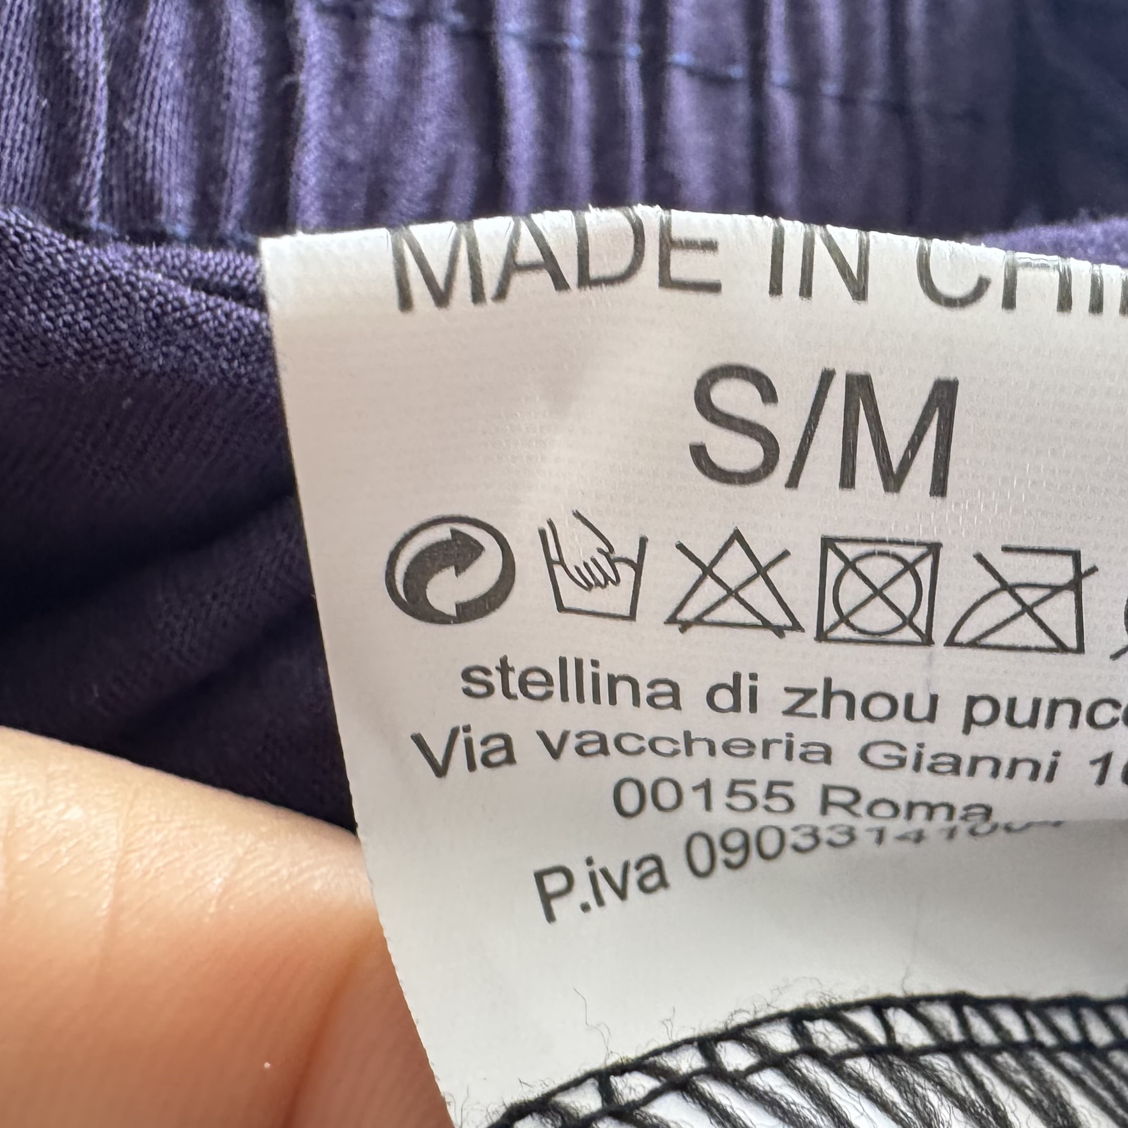 MADE IN
S/M
stellina di zhou
Via vaccheria Gianni
00155 Roma
P.iva